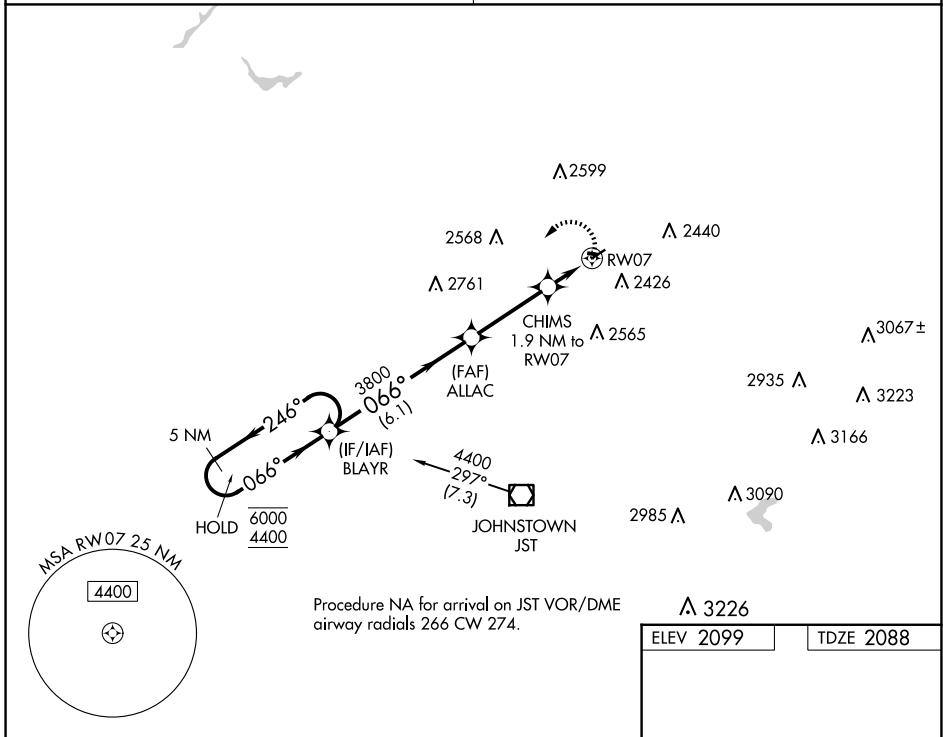 2599
2568
2440
RW07
2761
2426
CHIMS
1.9 NM to
RW07
2565
3067±
(FAF)
ALLAC
3800
066°
(6.1)
2935
3223
246°
5 NM
066°
(IF/IAF)
BLAYR
3166
4400
297°
(7.3)
3090
HOLD
6000
4400
JOHNSTOWN
JST
2985
MSA RW07 25 NM
4400
Procedure NA for arrival on JST VOR/DME
airway radials 266 CW 274.
3226
ELEV 2099
TDZE 2088